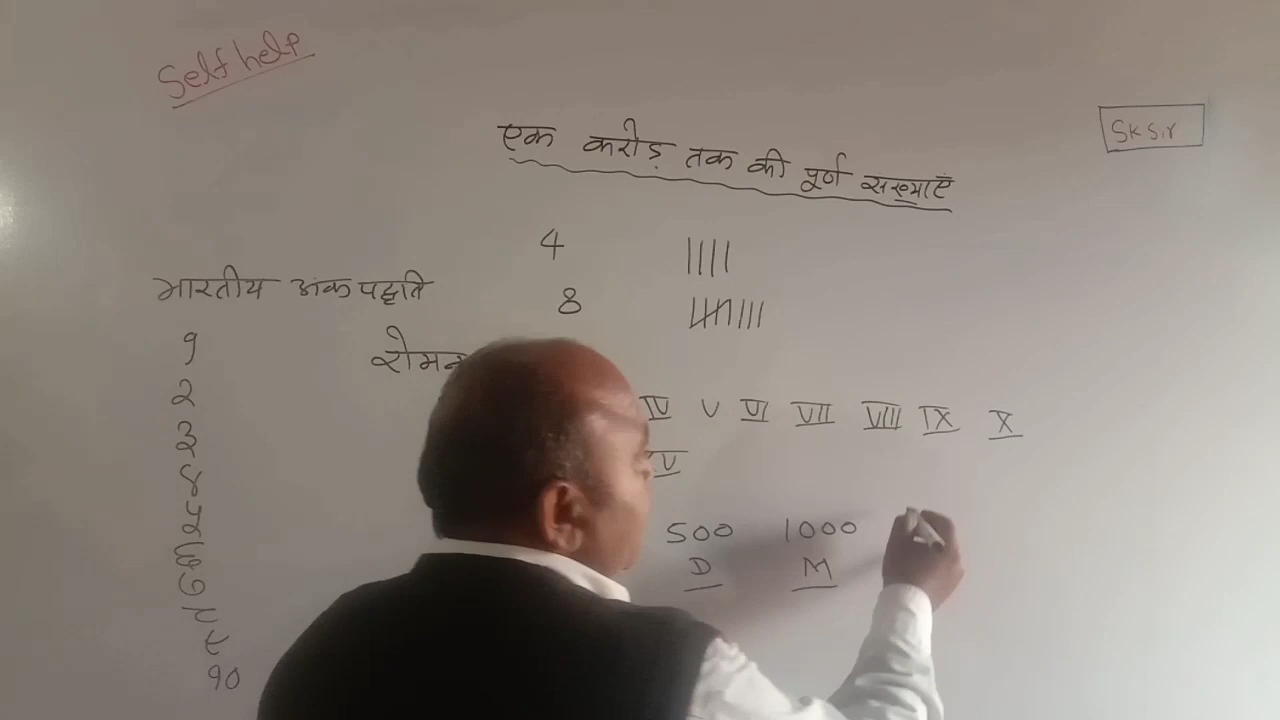 Self help
SK Sir
एक करोड़ तक की पूर्ण संख्याएँ
4 ||||
भारतीय अंक पद्धति
8
१
रोमन
२
IV V VI VII VIII IX X
३
४
500 1000
५
D M
६
७
८
९
१०